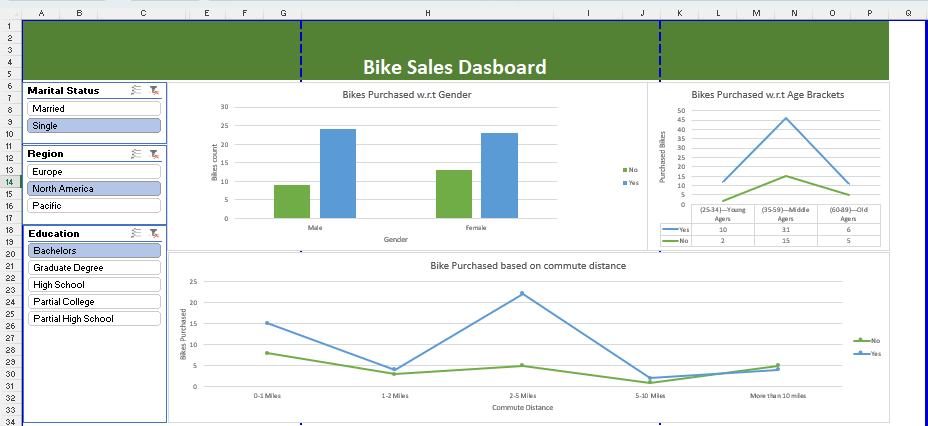 A B C E F G H I J K L M N O P Q
1
2
3
4
5
6
7
8
9
10
11
12
13
14
15
16
17
18
19
20
21
22
23
24
25
26
27
28
29
30
31
32
33
34
Bike Sales Dasboard
Marital Status
Married
Single
Region
Europe
North America
Pacific
Education
Bachelors
Graduate Degree
High School
Partial College
Partial High School
Bikes Purchased w.r.t Gender
Bikes count
30
25
20
15
10
5
0
Male Female
Gender
No
Yes
Bikes Purchased w.r.t Age Brackets
Purchased Bikes
50
45
40
35
30
25
20
15
10
5
0
(25-34)---Young Agers (35-59)---Middle Agers (60-89)---Old Agers
Yes 10 31 6
No 2 15 5
Bike Purchased based on commute distance
Bikes Purchased
25
20
15
10
5
0
0-1 Miles 1-2 Miles 2-5 Miles 5-10 Miles More than 10 miles
Commute Distance
No
Yes